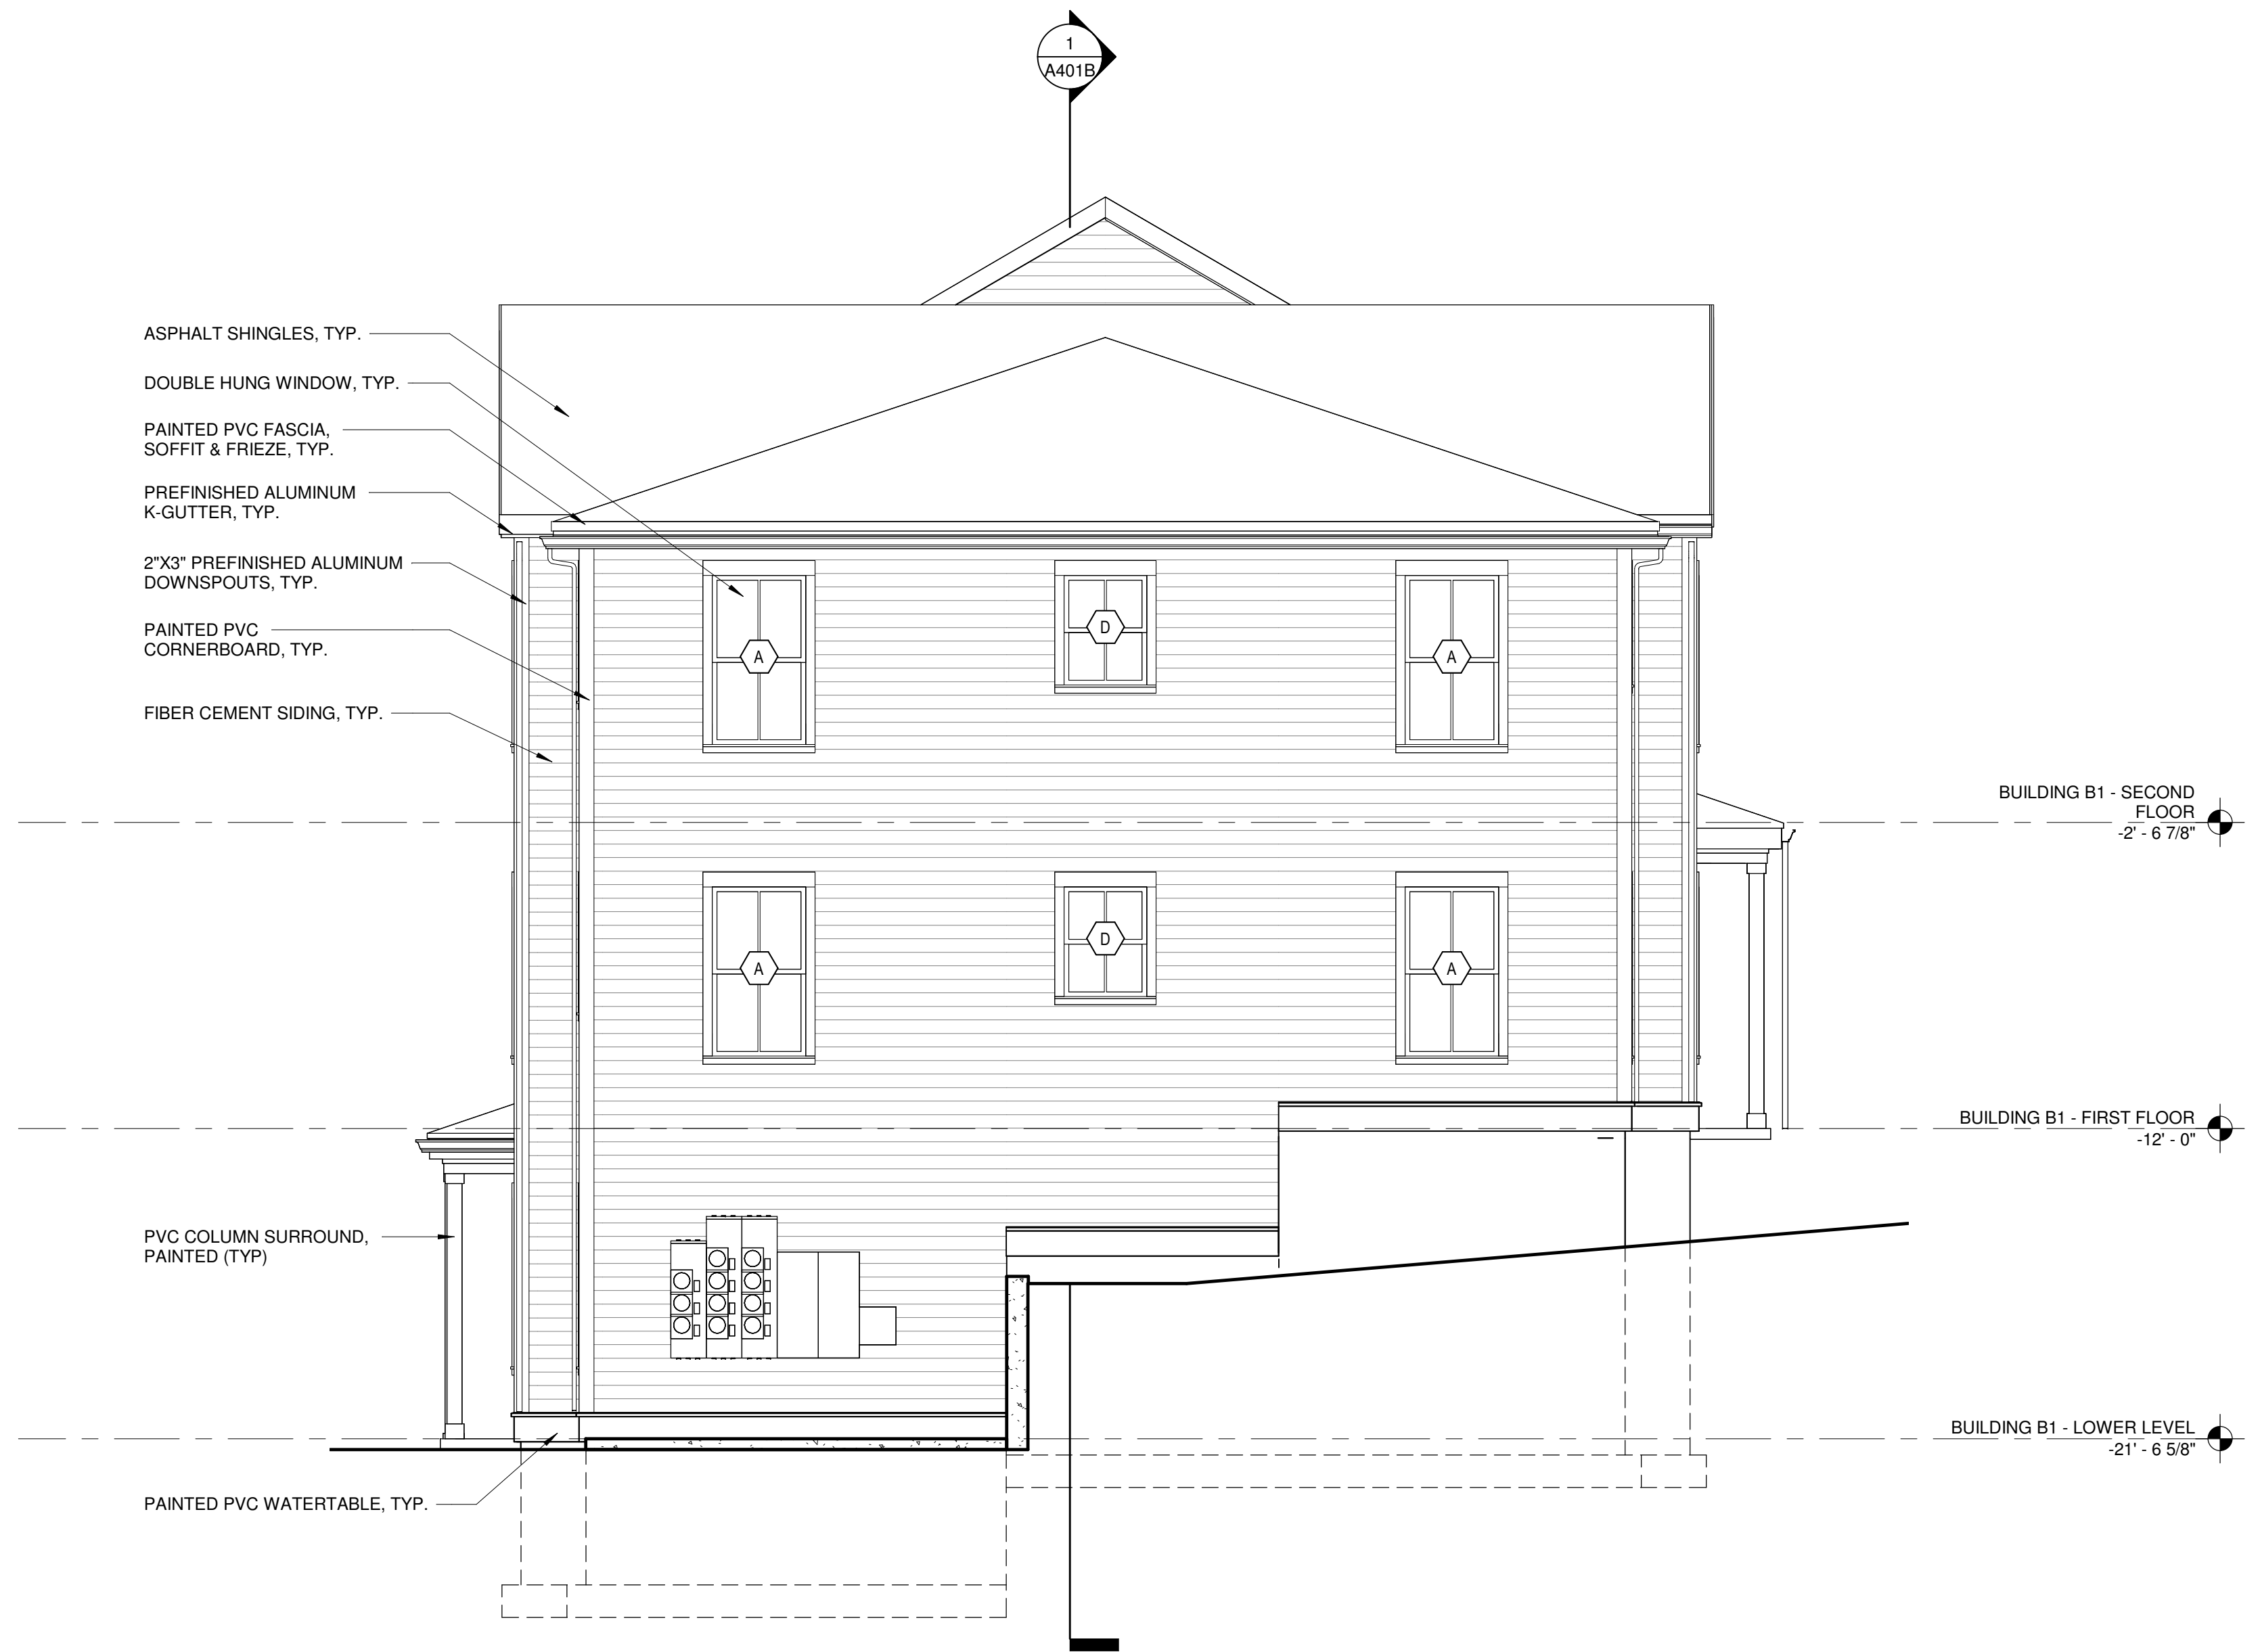 1
A401B
ASPHALT SHINGLES, TYP.
DOUBLE HUNG WINDOW, TYP.
PAINTED PVC FASCIA,
SOFFIT & FRIEZE, TYP.
PREFINISHED ALUMINUM
K-GUTTER, TYP.
2"X3" PREFINISHED ALUMINUM
DOWNSPOUTS, TYP.
PAINTED PVC
CORNERBOARD, TYP.
FIBER CEMENT SIDING, TYP.
D
A
A
BUILDING B1 - SECOND
FLOOR
-2' - 6 7/8"
D
A
A
BUILDING B1 - FIRST FLOOR
-12' - 0"
PVC COLUMN SURROUND,
PAINTED (TYP)
BUILDING B1 - LOWER LEVEL
-21' - 6 5/8"
PAINTED PVC WATERTABLE, TYP.